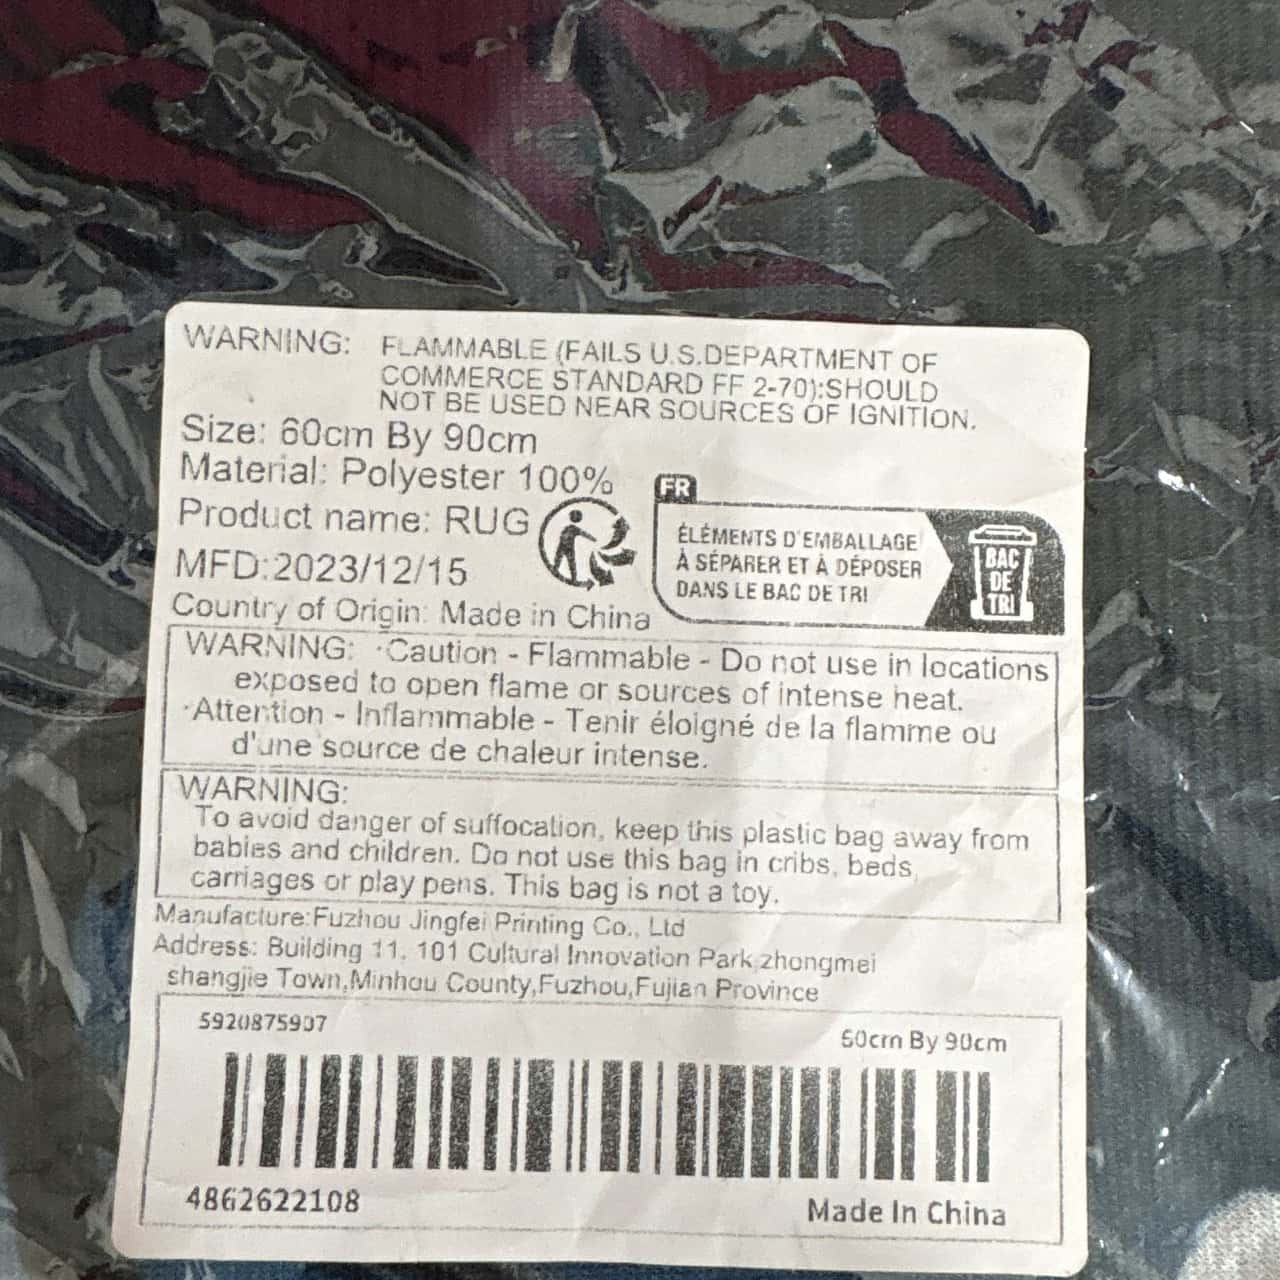 WARNING: FLAMMABLE (FAILS U.S.DEPARTMENT OF
COMMERCE STANDARD FF 2-70):SHOULD
NOT BE USED NEAR SOURCES OF IGNITION.
Size: 60cm By 90cm
Material: Polyester 100%
Product name: RUG
MFD:2023/12/15
Country of Origin: Made in China
FR
ÉLÉMENTS D'EMBALLAGE
À SÉPARER ET À DÉPOSER
DANS LE BAC DE TRI
BAC
DE
TRI
WARNING: ·Caution - Flammable - Do not use in locations
exposed to open flame or sources of intense heat.
·Attention - Inflammable - Tenir éloigné de la flamme ou
d'une source de chaleur intense.
WARNING:
To avoid danger of suffocation, keep this plastic bag away from
babies and children. Do not use this bag in cribs, beds,
carriages or play pens. This bag is not a toy.
Manufacture:Fuzhou Jingfei Printing Co., Ltd
Address: Building 11, 101 Cultural Innovation Park,zhongmei
shangjie Town,Minhou County,Fuzhou,Fujian Province
5920875907
60cm By 90cm
4862622108
Made In China